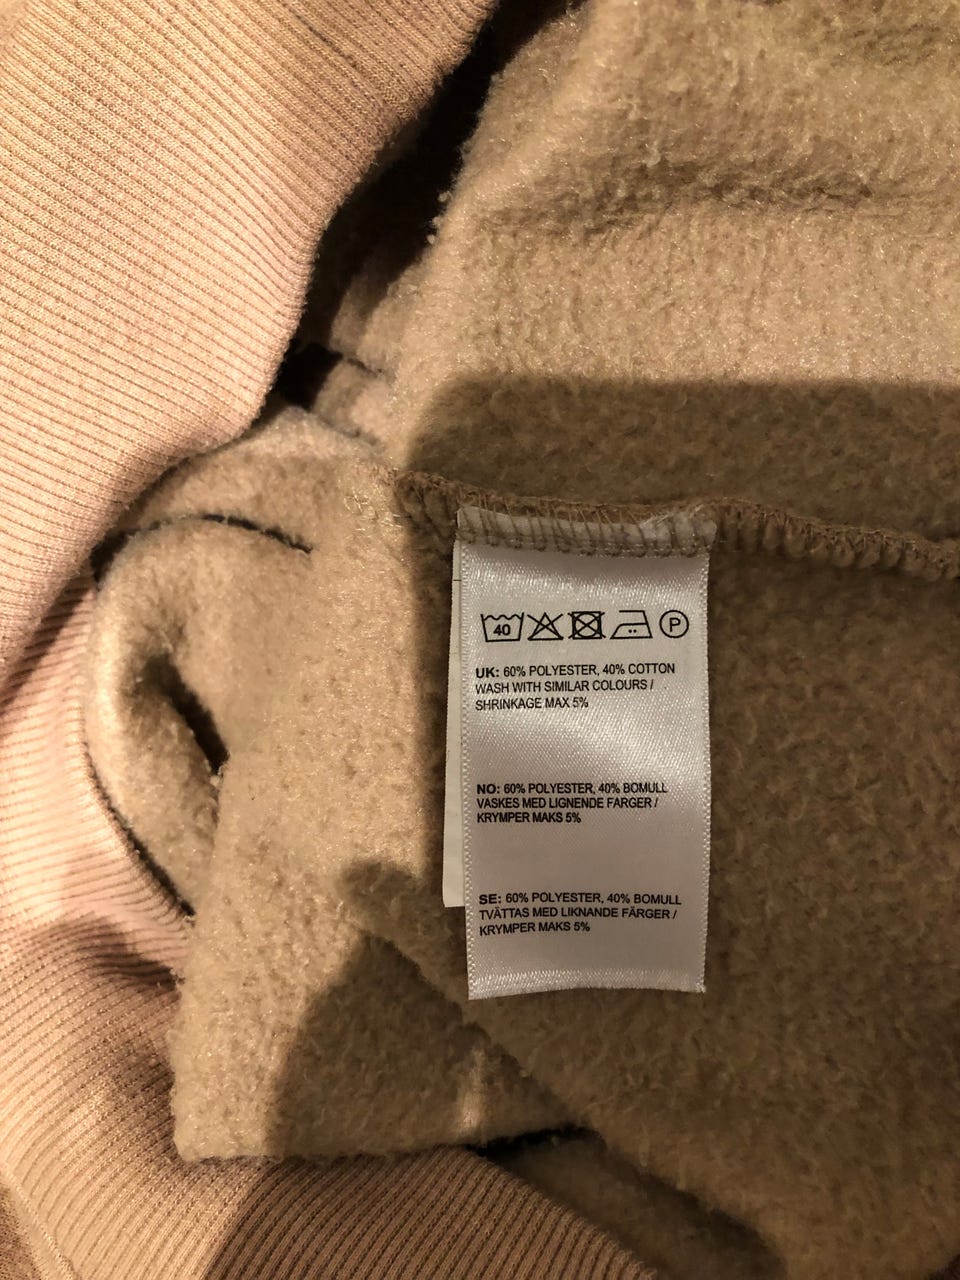 40 P
UK: 60% POLYESTER, 40% COTTON
WASH WITH SIMILAR COLOURS /
SHRINKAGE MAX 5%
NO: 60% POLYESTER, 40% BOMULL
VASKES MED LIGNENDE FARGER /
KRYMPER MAKS 5%
SE: 60% POLYESTER, 40% BOMULL
TVÄTTAS MED LIKNANDE FÄRGER /
KRYMPER MAKS 5%